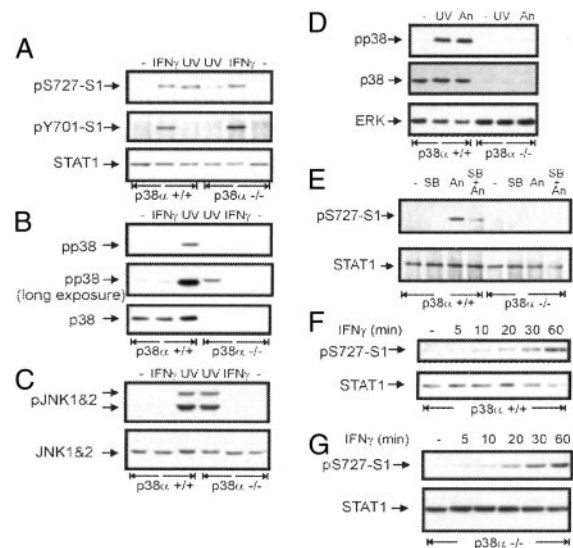 A
- IFNγ UV UV IFNγ -
pS727-S1
pY701-S1
STAT1
p38α +/+ p38α -/-
B
- IFNγ UV UV IFNγ -
pp38
pp38
(long exposure)
p38
p38α +/+ p38α -/-
C
- IFNγ UV UV IFNγ -
pJNK1&2
JNK1&2
p38α +/+ p38α -/-
D
- UV An - UV An
pp38
p38
ERK
p38α +/+ p38α -/-
E
- SB An SB + An - SB An SB + An
pS727-S1
STAT1
p38α +/+ p38α -/-
F
IFNγ (min) - 5 10 20 30 60
pS727-S1
STAT1
p38α +/+
G
IFNγ (min) - 5 10 20 30 60
pS727-S1
STAT1
p38α -/-